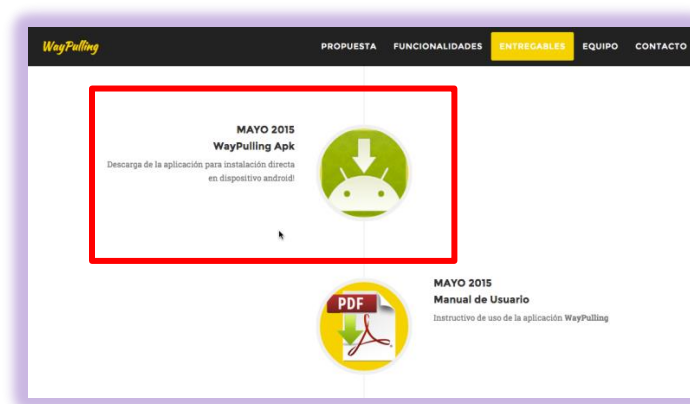 WayPulling
PROPUESTA FUNCIONALIDADES ENTREGABLES EQUIPO CONTACTO
MAYO 2015
WayPulling Apk
Descarga de la aplicación para instalación directa
en dispositivo android!
PDF
MAYO 2015
Manual de Usuario
Instructivo de uso de la aplicación WayPulling